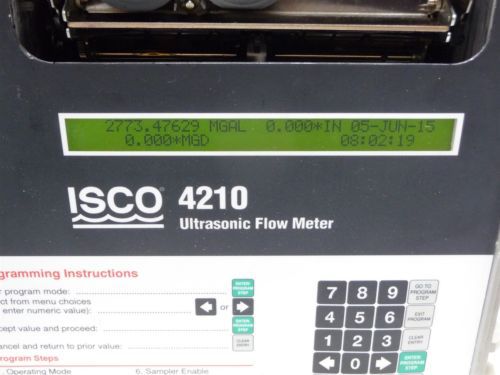 2773.47629 MGAL 0.000*IN 05-JUN-15
0.000*MGD 08:02:19
ISCO® 4210
Ultrasonic Flow Meter
gramming Instructions
r program mode: ENTER/ PROGRAM STEP
ct from menu choices
enter numeric value): or
cept value and proceed: ENTER/ PROGRAM STEP
ancel and return to prior value: CLEAR ENTRY
rogram Steps
. Operating Mode 6. Sampler Enable
7 8 9 GO TO PROGRAM STEP
4 5 6 EXIT PROGRAM
1 2 3 CLEAR ENTRY
0 ENTER/ PROGRAM STEP